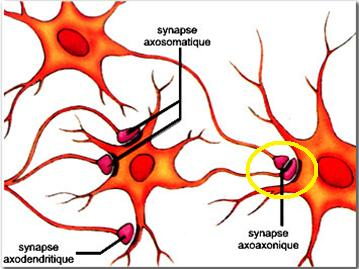 synapse
axosomatique
synapse
axodendritique
synapse
axoaxonique